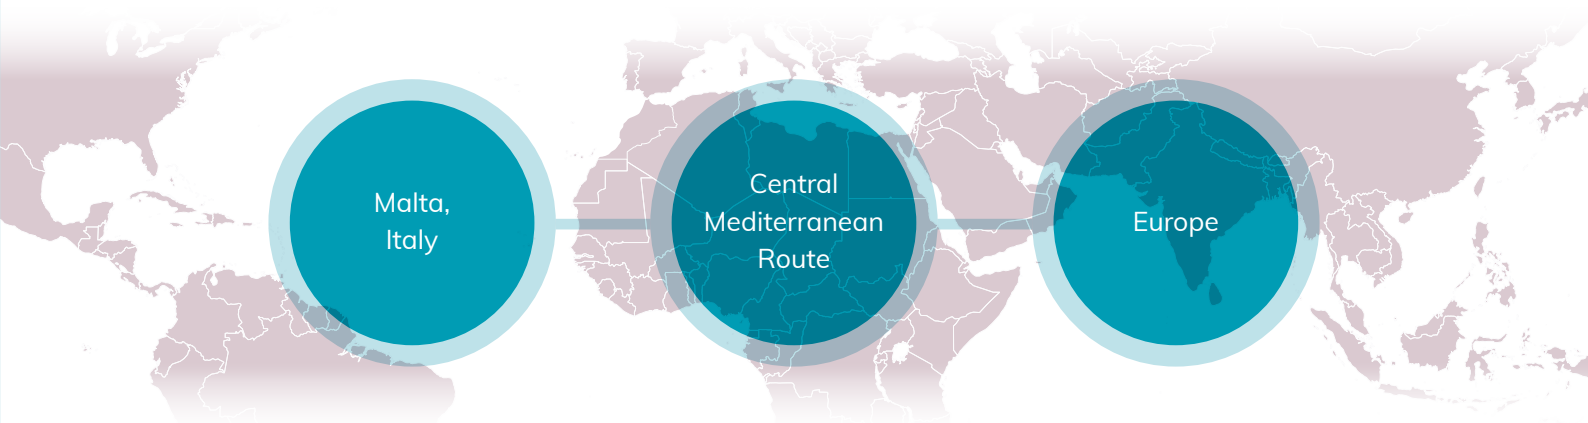 Malta,
Italy
Central
Mediterranean
Route
Europe